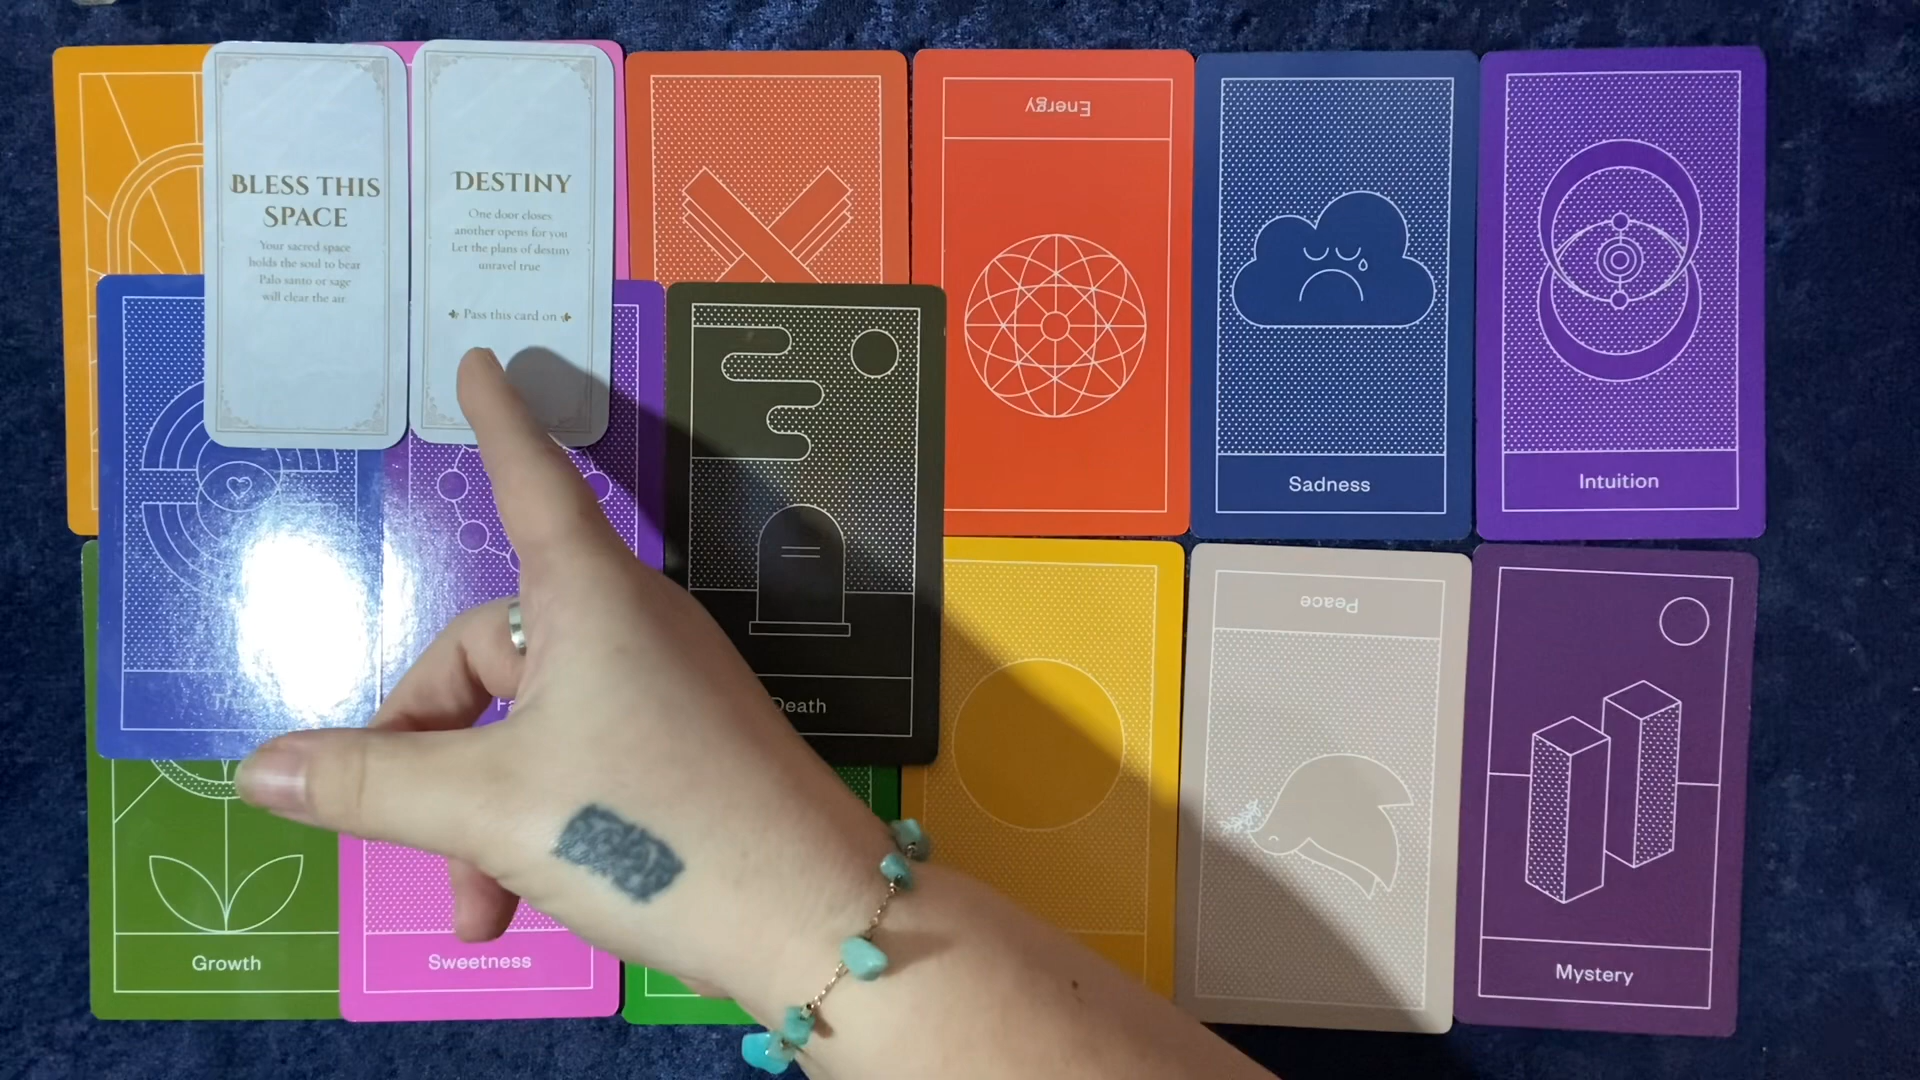 BLESS THIS
SPACE
Your sacred space
holds the soul to bear
Palo santo or sage
will clear the air
DESTINY
One door closes
another opens for you
Let the plans of destiny
unravel true
Pass this card on
Energy
Sadness
Intuition
Death
Peace
Growth
Sweetness
Mystery